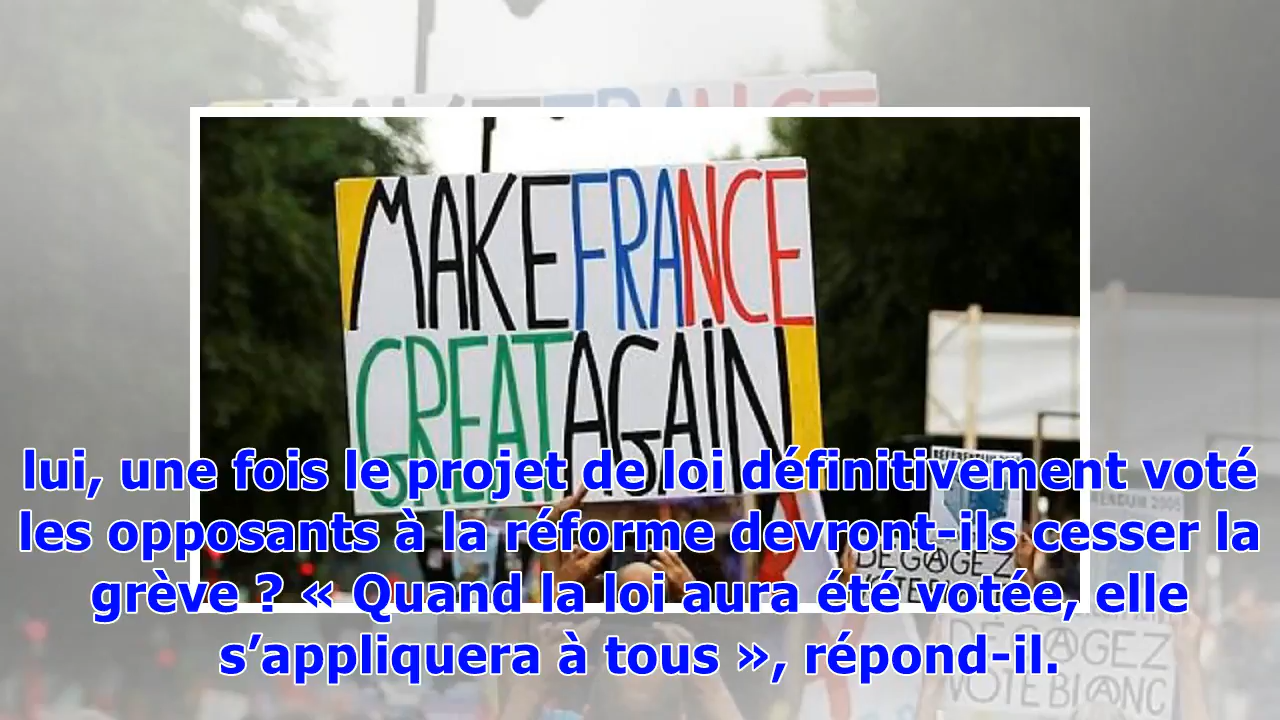 MAKE FRANCE
GREAT AGAIN
DÉGAGEZ
VOTE BLANC
lui, une fois le projet de loi définitivement voté
les opposants à la réforme devront-ils cesser la
grève ? « Quand la loi aura été votée, elle
s’appliquera à tous », répond-il.